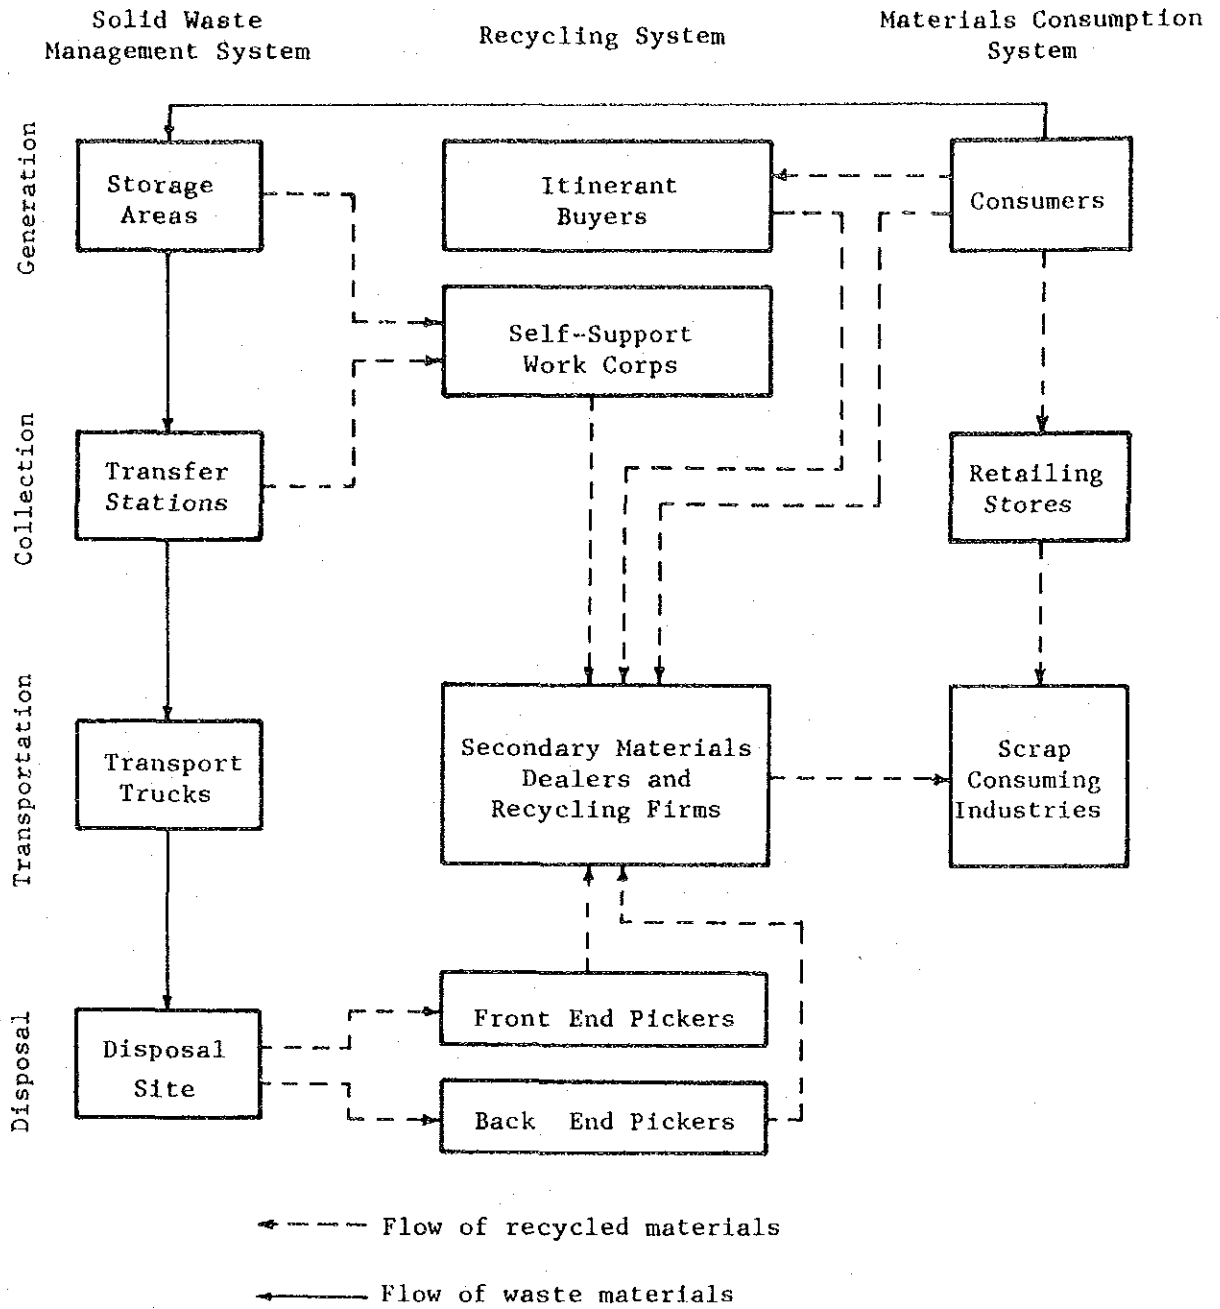 Solid Waste
Management System
Recycling System
Materials Consumption
System
Generation
Storage
Areas
Itinerant
Buyers
Consumers
Self-Support
Work Corps
Collection
Transfer
Stations
Retailing
Stores
Transportation
Transport
Trucks
Secondary Materials
Dealers and
Recycling Firms
Scrap
Consuming
Industries
Disposal
Disposal
Site
Front End Pickers
Back End Pickers
Flow of recycled materials
Flow of waste materials